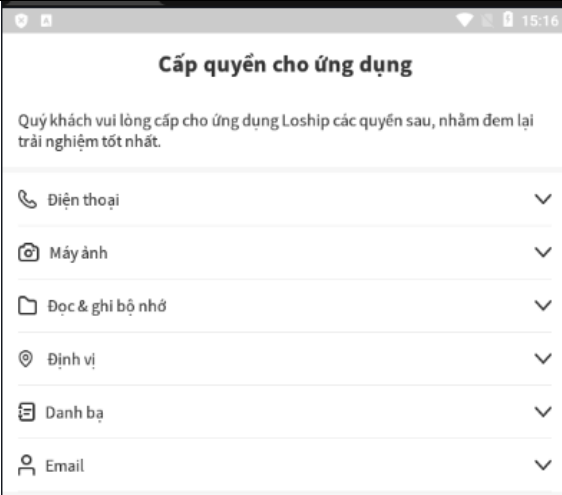 15:16
Cấp quyền cho ứng dụng
Quý khách vui lòng cấp cho ứng dụng Loship các quyền sau, nhằm đem lại
trải nghiệm tốt nhất.
Điện thoại
Máy ảnh
Đọc & ghi bộ nhớ
Định vị
Danh bạ
Email